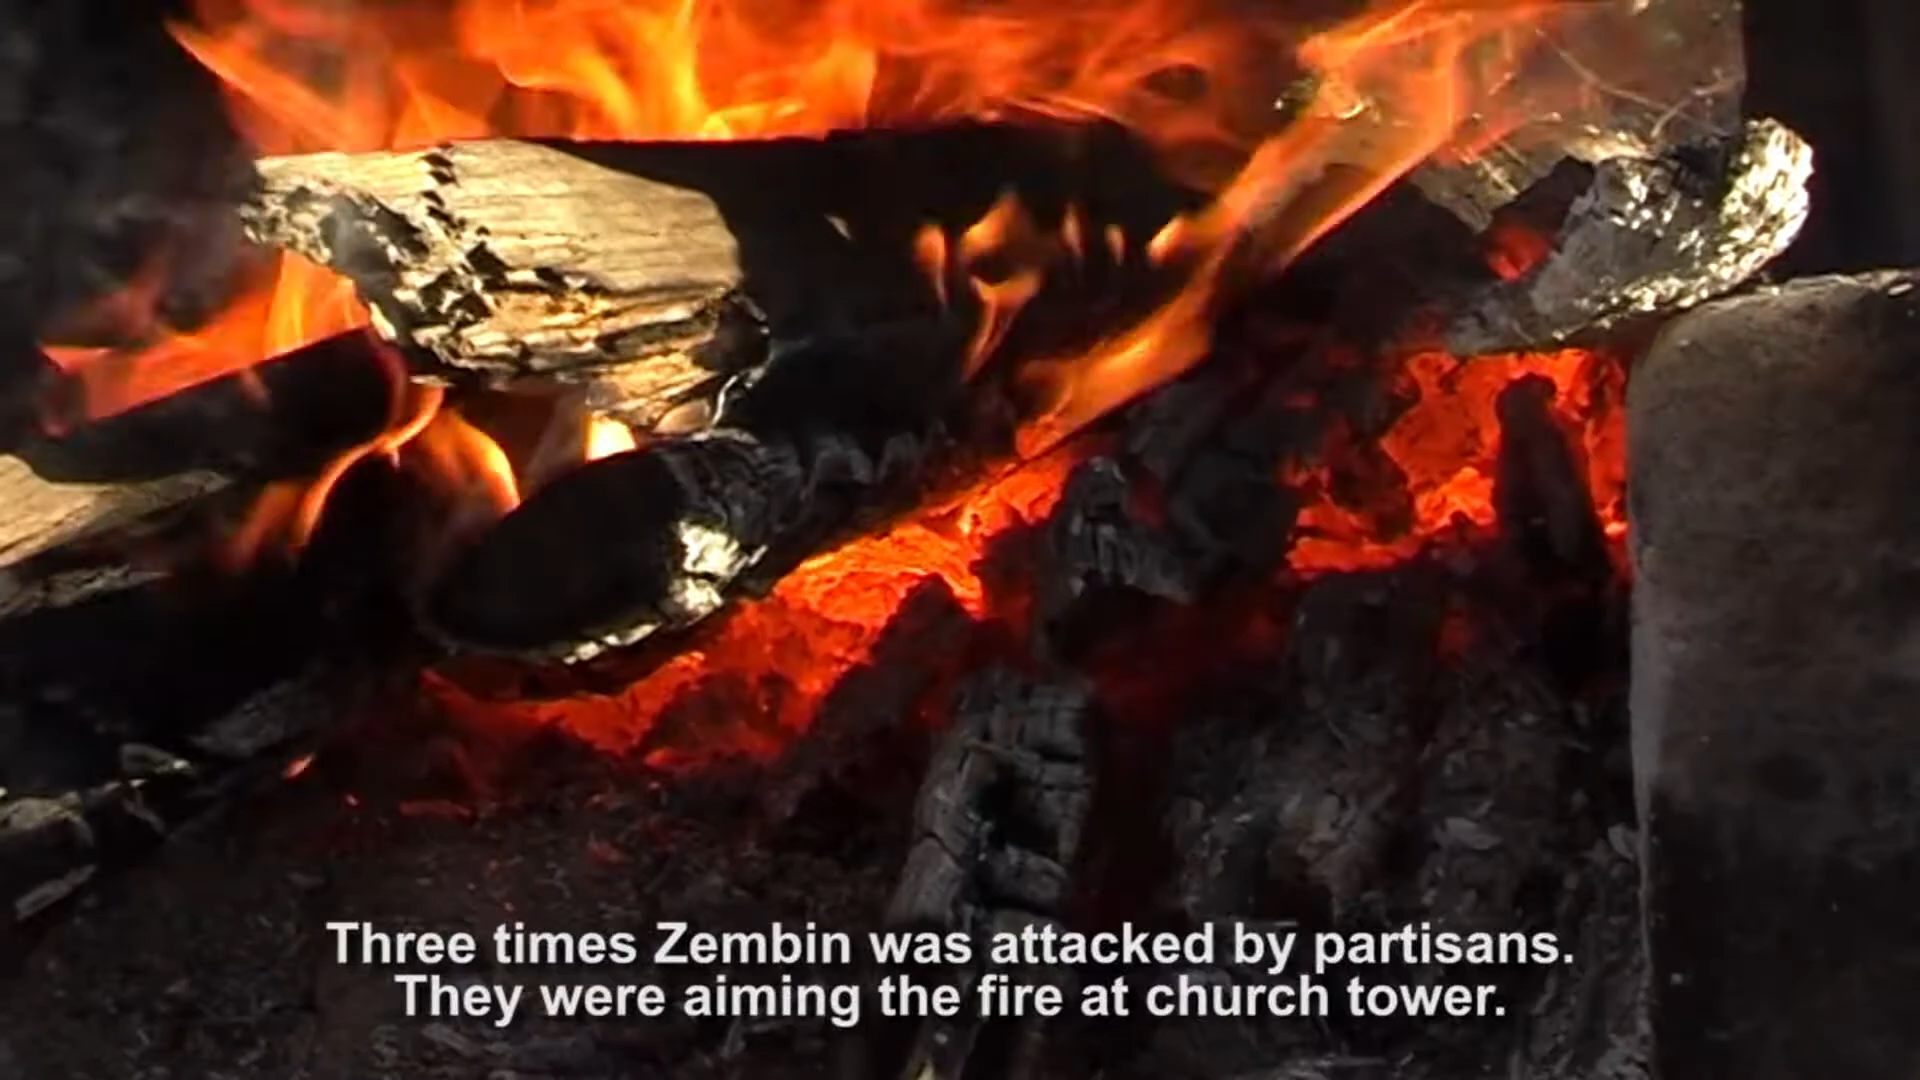 Three times Zembin was attacked by partisans.
They were aiming the fire at church tower.